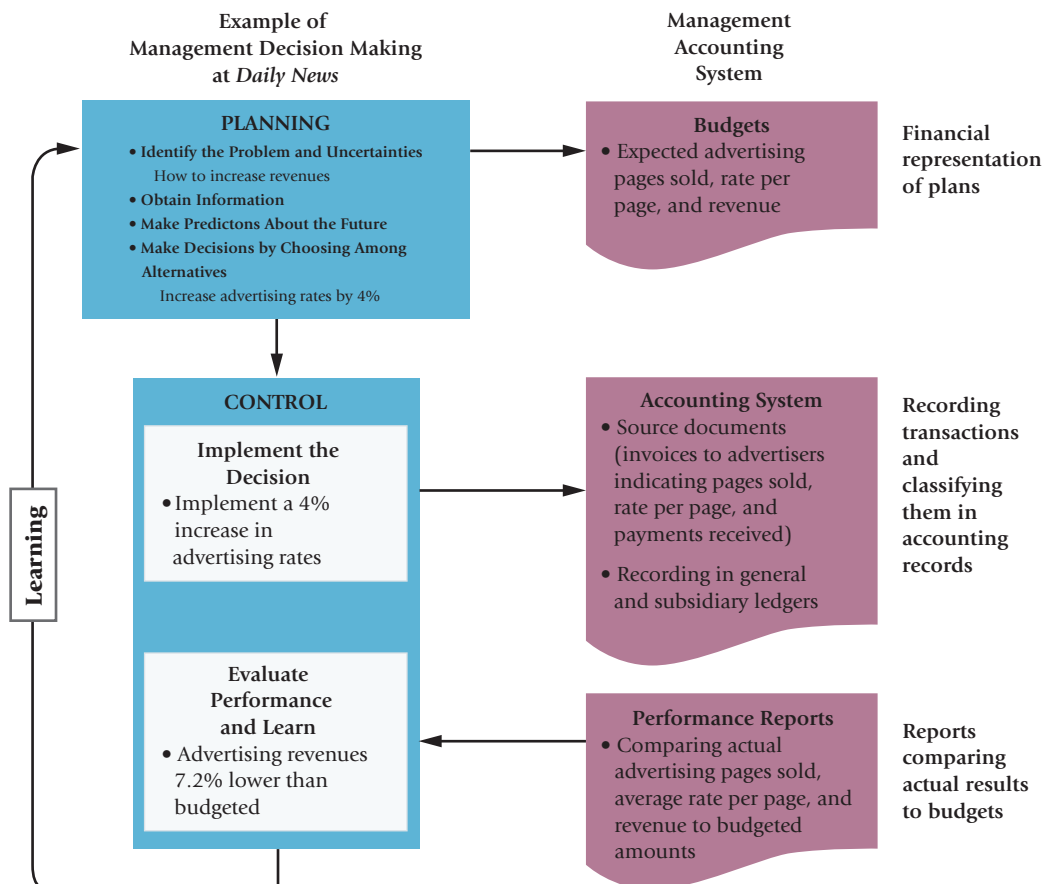 Example of
Management Decision Making
at Daily News
Management
Accounting
System
PLANNING
• Identify the Problem and Uncertainties
How to increase revenues
• Obtain Information
• Make Predictons About the Future
• Make Decisions by Choosing Among
Alternatives
Increase advertising rates by 4%
Budgets
• Expected advertising
pages sold, rate per
page, and revenue
Financial
representation
of plans
CONTROL
Implement the
Decision
• Implement a 4%
increase in
advertising rates
Accounting System
• Source documents
(invoices to advertisers
indicating pages sold,
rate per page, and
payments received)
• Recording in general
and subsidiary ledgers
Recording
transactions
and
classifying
them in
accounting
records
Learning
Evaluate
Performance
and Learn
• Advertising revenues
7.2% lower than
budgeted
Performance Reports
• Comparing actual
advertising pages sold,
average rate per page, and
revenue to budgeted
amounts
Reports
comparing
actual results
to budgets